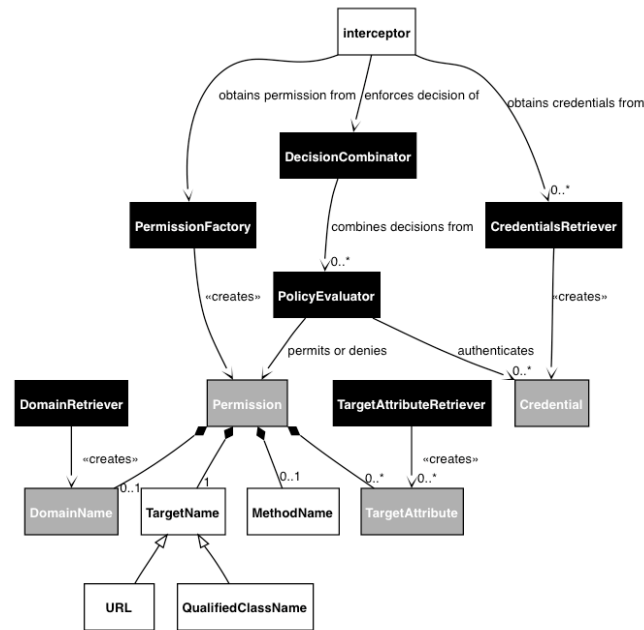 interceptor
obtains permission from
enforces decision of
obtains credentials from
DecisionCombinator
0..*
PermissionFactory
combines decisions from
CredentialsRetriever
0..*
«creates»
PolicyEvaluator
«creates»
permits or denies
authenticates
0..*
DomainRetriever
Permission
TargetAttributeRetriever
Credential
«creates»
«creates»
0..1
1
0..1
0..*
0..*
DomainName
TargetName
MethodName
TargetAttribute
URL
QualifiedClassName